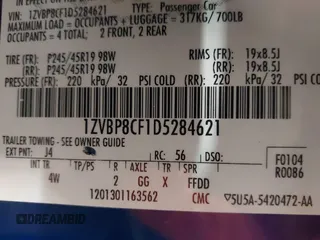 1ZVBP8CF1D5284621 TYPE: Passenger Car
MAXIMUM LOAD = OCCUPANTS + LUGGAGE = 317KG/700LB
OCCUPANTS = 4 TOTAL: 2 FRONT, 2 REAR
TIRE (FR): P245/45R19 98W RIMS (FR): 19x8.5J
(RR): P245/45R19 98W (RR): 19x8.5J
PRESSURE (FR): 220 kPa/ 32 PSI COLD (RR): 220 kPa/ 32 PSI COLD
1ZVBP8CF1D5284621
TRAILER TOWING - SEE OWNER GUIDE
EXT PNT: J4 RC: 56 DSO:
INT TR TP/PS R AXLE TR SPR
4W 2 GG X FFDD
F0104
R0086
1201301163562 CMC 5U5A-5420472-AA
DREAMBID